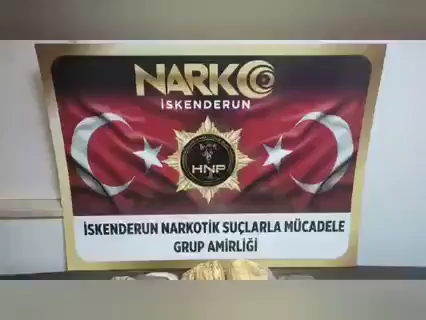 NARKO
İSKENDERUN
HNP
İSKENDERUN NARKOTİK SUÇLARLA MÜCADELE
GRUP AMİRLİĞİ